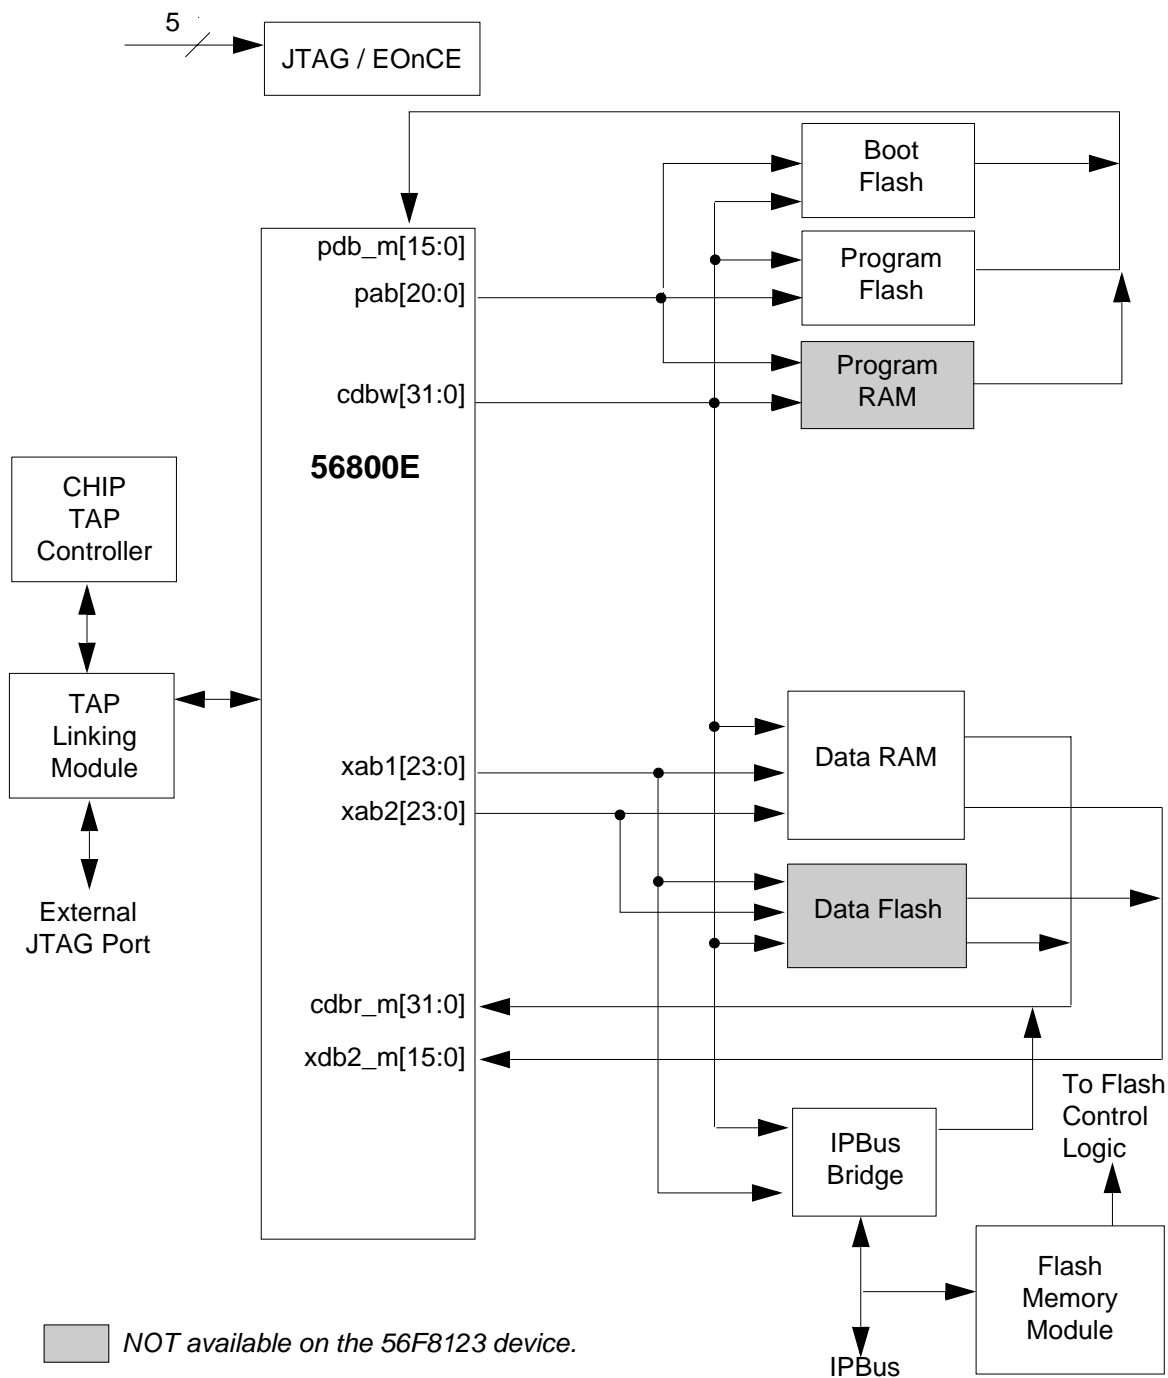 5
JTAG / EOnCE
Boot
Flash
pdb_m[15:0]
pab[20:0]
Program
Flash
cdbw[31:0]
Program
RAM
56800E
CHIP
TAP
Controller
TAP
Linking
Module
xab1[23:0]
xab2[23:0]
Data RAM
Data Flash
External
JTAG Port
cdbr_m[31:0]
xdb2_m[15:0]
To Flash
Control
Logic
IPBus
Bridge
Flash
Memory
Module
NOT available on the 56F8123 device.
IPBus